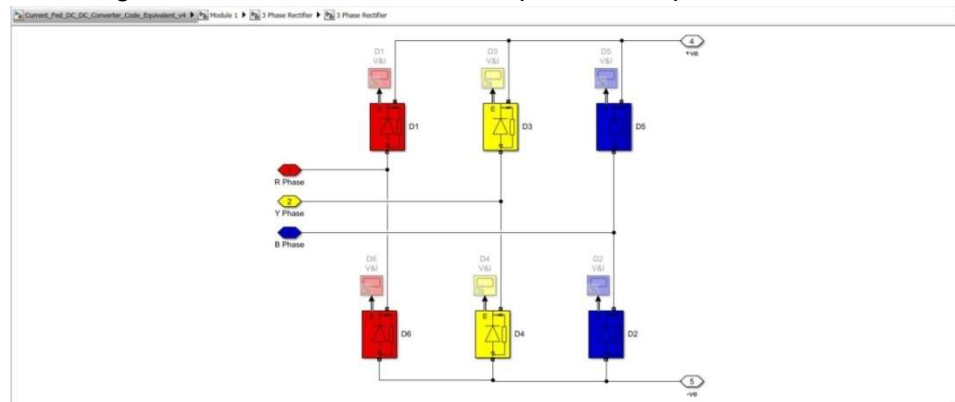 Current_Fed_DC_DC_Converter_Code_Equivalent_v4 Module 1 3 Phase Rectifier 3 Phase Rectifier
D1 V&I
D3 V&I
D5 V&I
4
+ve
D1
D3
D5
R Phase
2
Y Phase
B Phase
D6 V&I
D4 V&I
D2 V&I
D6
D4
D2
5
-ve